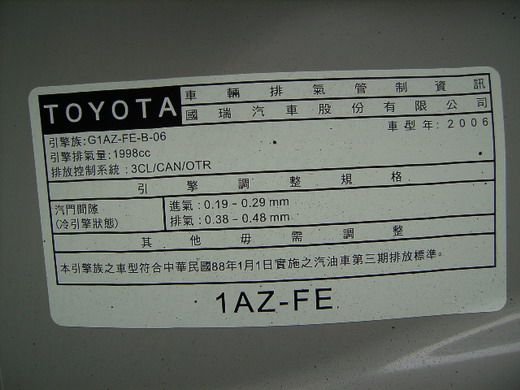 TOYOTA 車輛排氣管制資訊
國瑞汽車股份有限公司
引擎族:G1AZ-FE-B-06 車型年:2006
引擎排氣量:1998cc
排放控制系統:3CL/CAN/OTR
引擎調整規格
汽門間隙 進氣:0.19-0.29 mm
(冷引擎狀態) 排氣:0.38-0.48 mm
其他毋需調整
本引擎族之車型符合中華民國88年1月1日實施之汽油車第三期排放標準。
1AZ-FE